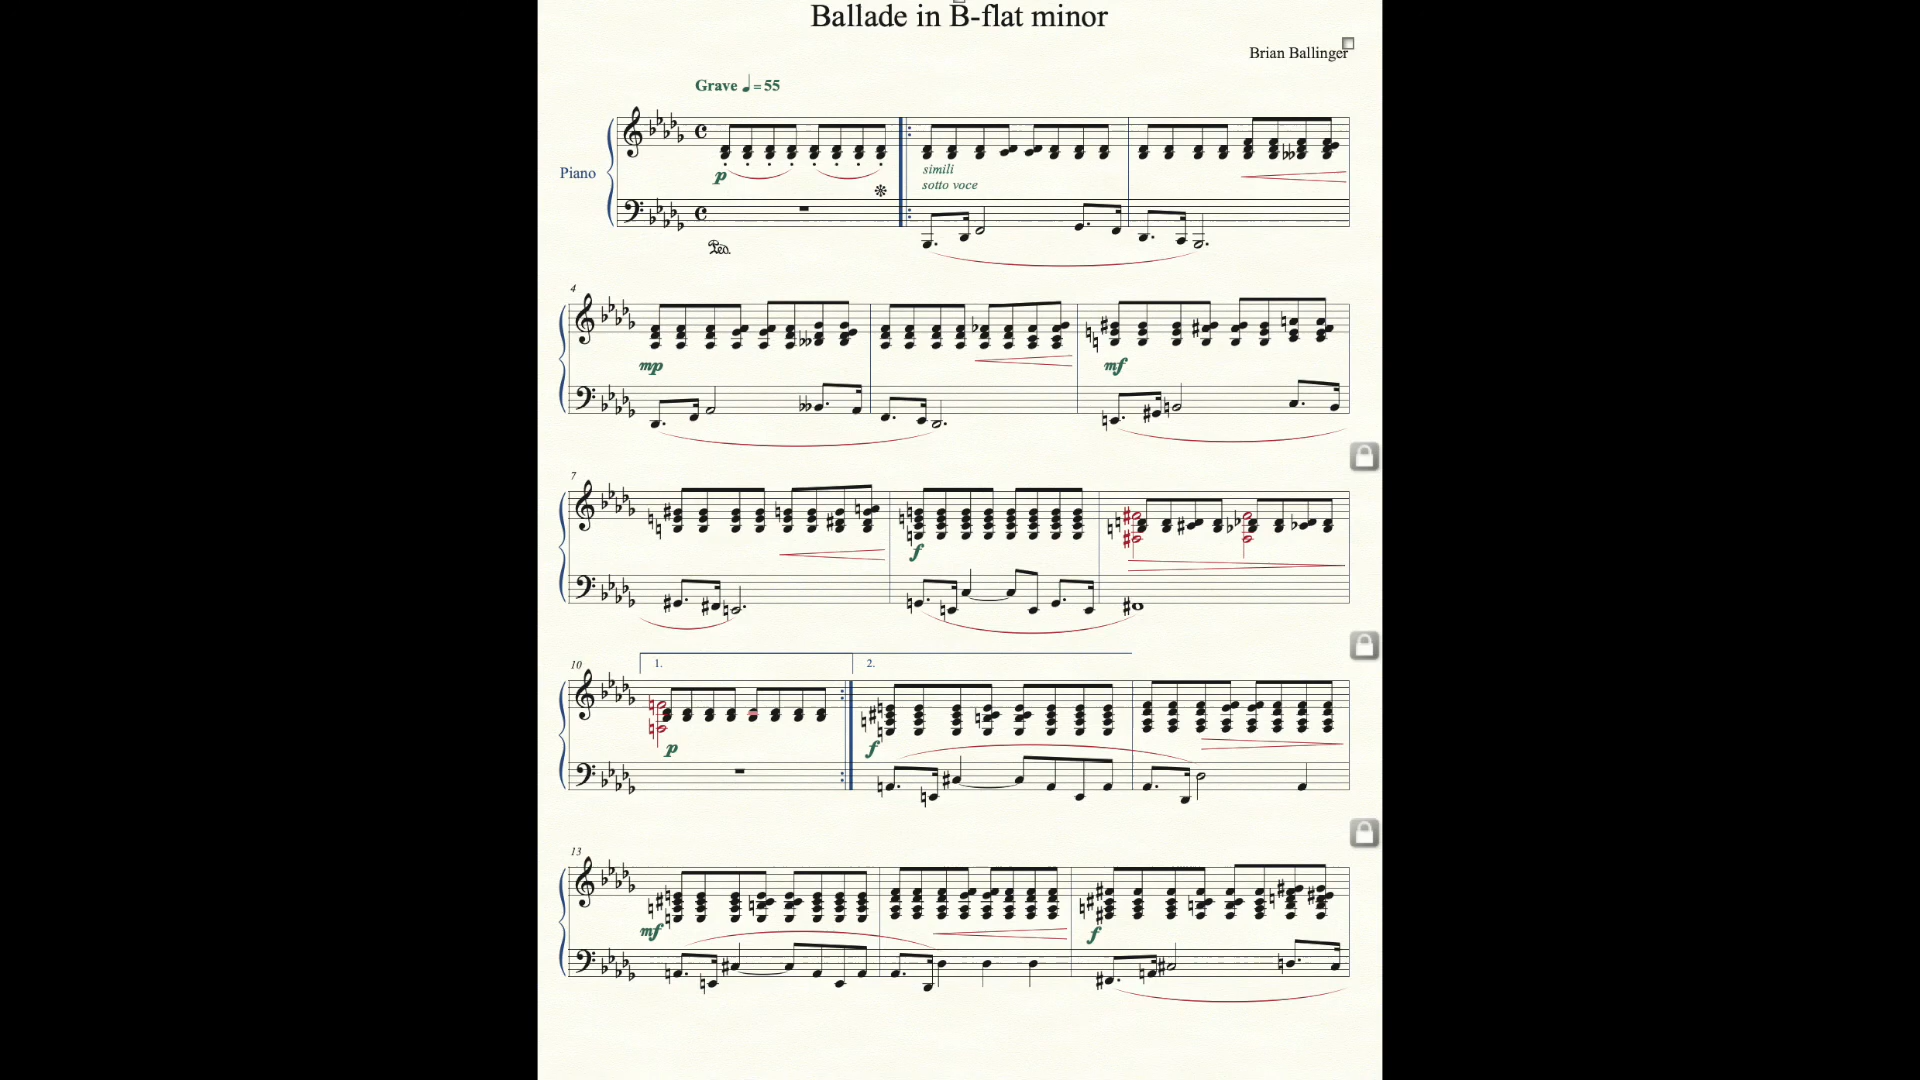 Ballade in B-flat minor
Brian Ballinger
Grave ♩ = 55
Piano
p
simili
sotto voce
Ped.
4
mp
mf
7
f
10
1.
2.
p
f
13
mf
f